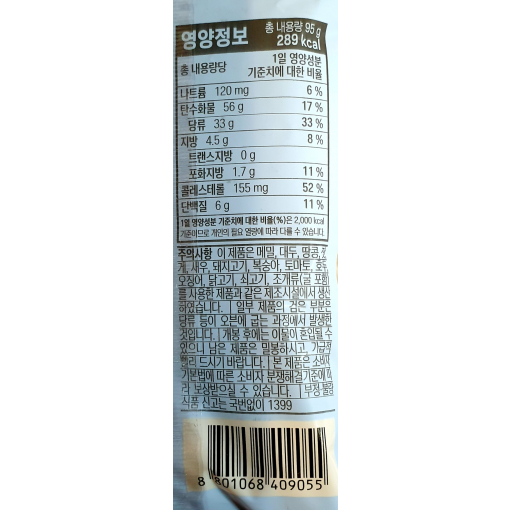 영양정보
총 내용량 95 g
289 kcal
총 내용량당
1일 영양성분
기준치에 대한 비율
나트륨 120 mg 6 %
탄수화물 56 g 17 %
당류 33 g 33 %
지방 4.5 g 8 %
트랜스지방 0 g
포화지방 1.7 g 11 %
콜레스테롤 155 mg 52 %
단백질 6 g 11 %
1일 영양성분 기준치에 대한 비율(%)은 2,000 kcal
기준이므로 개인의 필요 열량에 따라 다를 수 있습니다.
주의사항 이 제품은 메밀, 대두, 땅콩,
게, 새우, 돼지고기, 복숭아, 토마토, 호두,
오징어, 닭고기, 쇠고기, 조개류(굴 포함)
를 사용한 제품과 같은 제조시설에서 생산
하였습니다. | 일부 제품의 검은 부분은
당류 등이 오븐에 굽는 과정에서 발생한
것입니다. | 개봉 후에는 이물이 혼입될 수
있으니 남은 제품은 밀봉하시고, 가급적
빨리 드시기 바랍니다. | 본 제품은 소비자
기본법에 따른 소비자 분쟁해결기준에 따
라 보상받으실 수 있습니다. | 부정·불량
식품 신고는 국번없이 1399
8 801068 409055